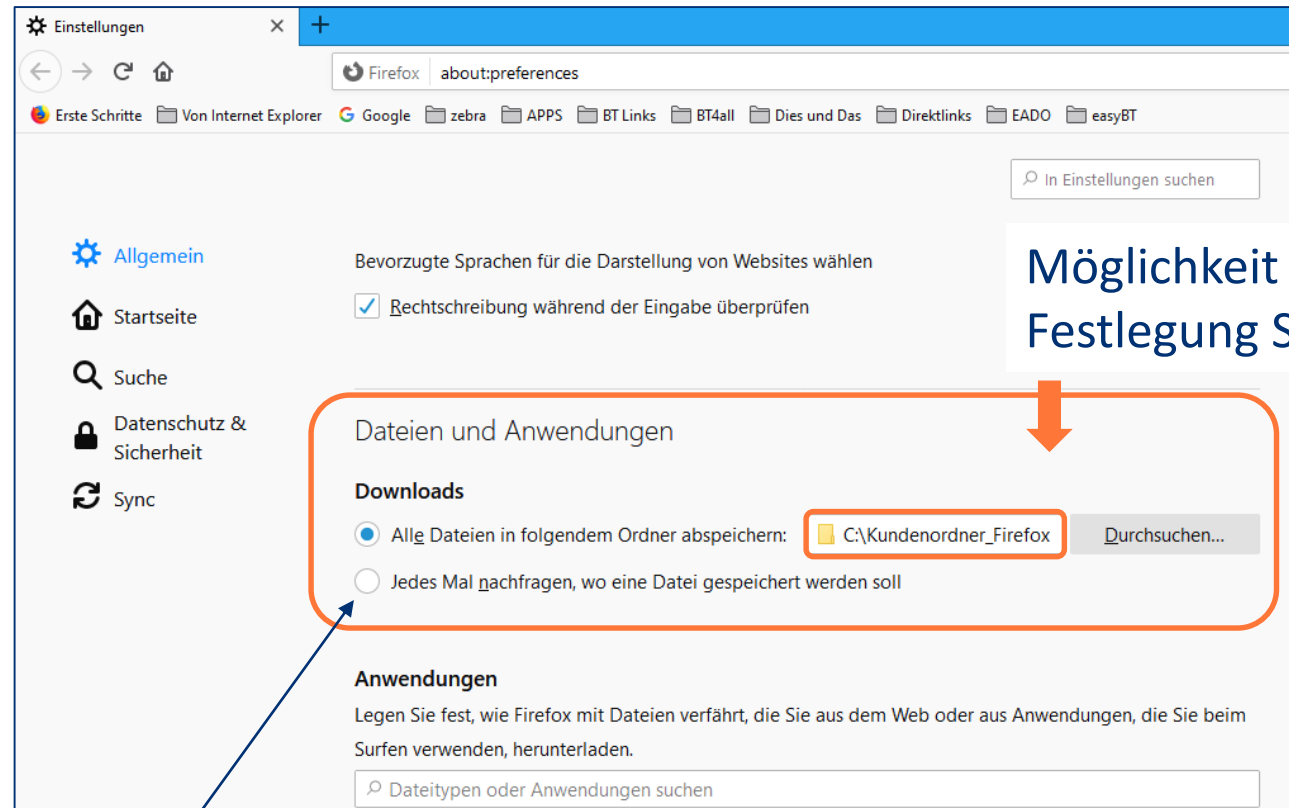 Einstellungen
Firefox about:preferences
Erste Schritte Von Internet Explorer Google zebra APPS BT Links BT4all Dies und Das Direktlinks EADO easyBT
In Einstellungen suchen
Allgemein
Startseite
Suche
Datenschutz &
Sicherheit
Sync
Bevorzugte Sprachen für die Darstellung von Websites wählen
Rechtschreibung während der Eingabe überprüfen
Möglichkeit
Festlegung S
Dateien und Anwendungen
Downloads
Alle Dateien in folgendem Ordner abspeichern: C:\Kundenordner_Firefox Durchsuchen...
Jedes Mal nachfragen, wo eine Datei gespeichert werden soll
Anwendungen
Legen Sie fest, wie Firefox mit Dateien verfährt, die Sie aus dem Web oder aus Anwendungen, die Sie beim
Surfen verwenden, herunterladen.
Dateitypen oder Anwendungen suchen